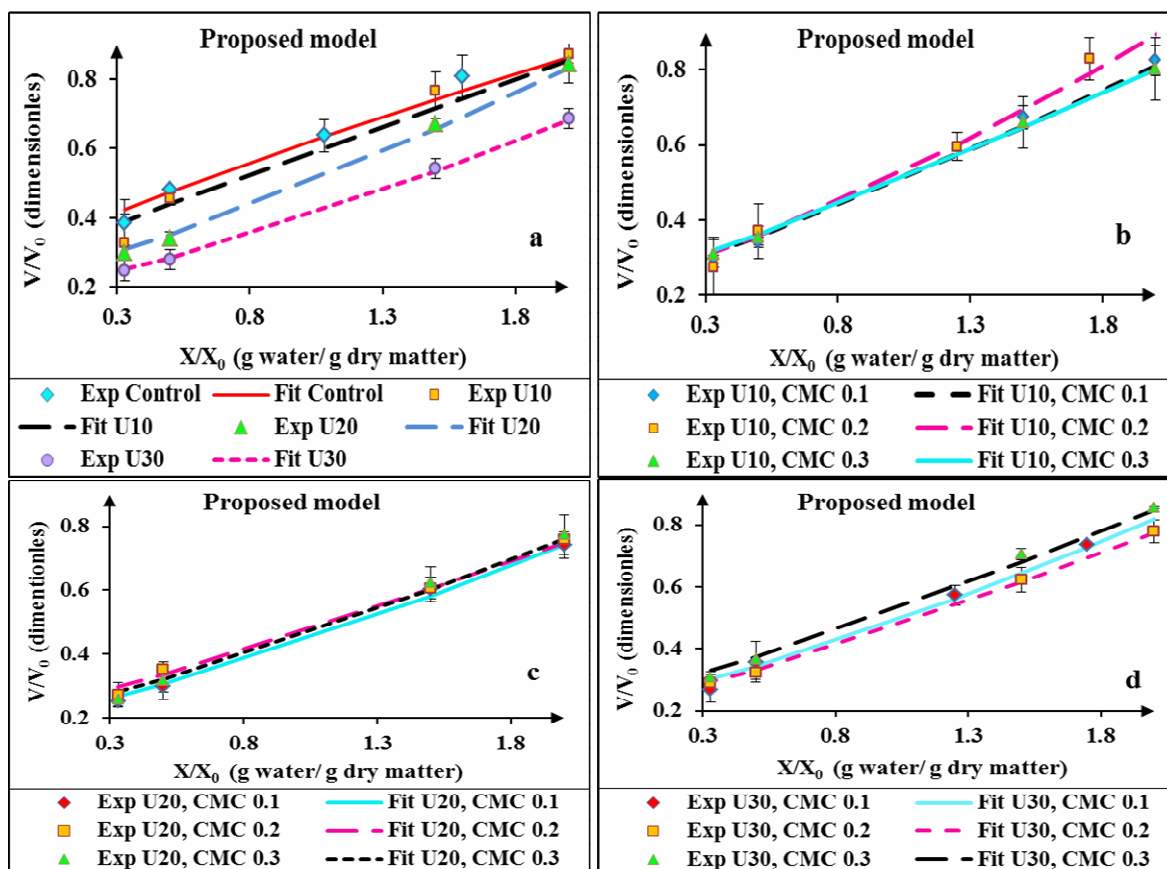 Proposed model
V/V₀ (dimensionles)
0.8
0.6
0.4
0.2
a
0.3 0.8 1.3 1.8
X/X₀ (g water/ g dry matter)
Exp Control Fit Control Exp U10
Fit U10 Exp U20 Fit U20
Exp U30 Fit U30
Proposed model
V/V₀ (dimensionles)
0.8
0.6
0.4
0.2
b
0.3 0.8 1.3 1.8
X/X₀ (g water/ g dry matter)
Exp U10, CMC 0.1 Fit U10, CMC 0.1
Exp U10, CMC 0.2 Fit U10, CMC 0.2
Exp U10, CMC 0.3 Fit U10, CMC 0.3
Proposed model
V/V₀ (dimentionles)
0.8
0.6
0.4
0.2
c
0.3 0.8 1.3 1.8
X/X₀ (g water/ g dry matter)
Exp U20, CMC 0.1 Fit U20, CMC 0.1
Exp U20, CMC 0.2 Fit U20, CMC 0.2
Exp U20, CMC 0.3 Fit U20, CMC 0.3
Proposed model
V/V₀ (dimensionles)
0.8
0.6
0.4
0.2
d
0.3 0.8 1.3 1.8
X/X₀ (g water/ g dry matter)
Exp U30, CMC 0.1 Fit U30, CMC 0.1
Exp U30, CMC 0.2 Fit U30, CMC 0.2
Exp U30, CMC 0.3 Fit U30, CMC 0.3